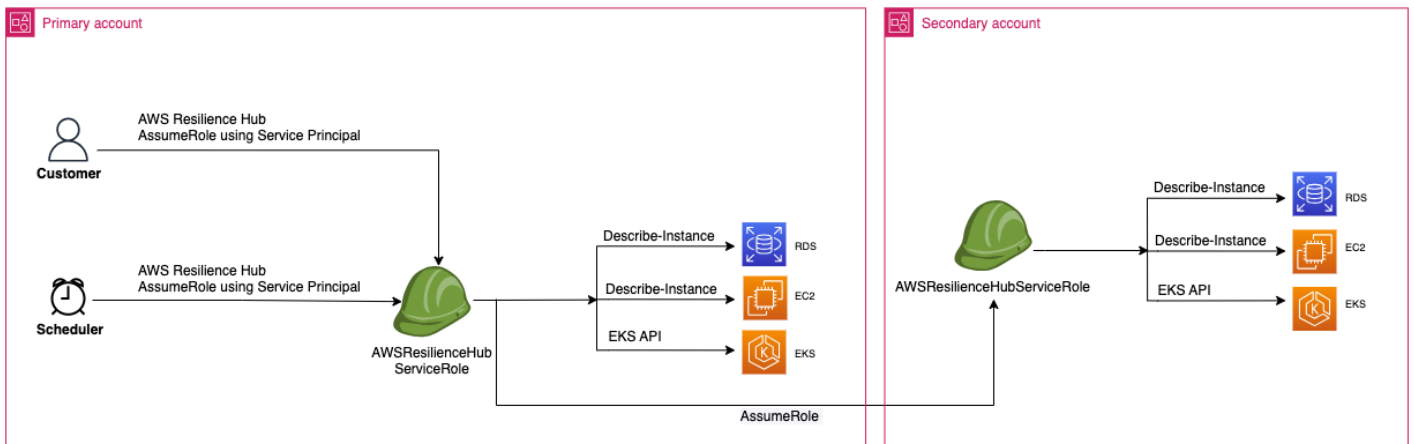 Primary account
AWS Resilience Hub
AssumeRole using Service Principal
Customer
AWS Resilience Hub
AssumeRole using Service Principal
Scheduler
AWSResilienceHub
ServiceRole
Describe-Instance
RDS
Describe-Instance
EC2
EKS API
EKS
AssumeRole
Secondary account
AWSResilienceHubServiceRole
Describe-Instance
RDS
Describe-Instance
EC2
EKS API
EKS